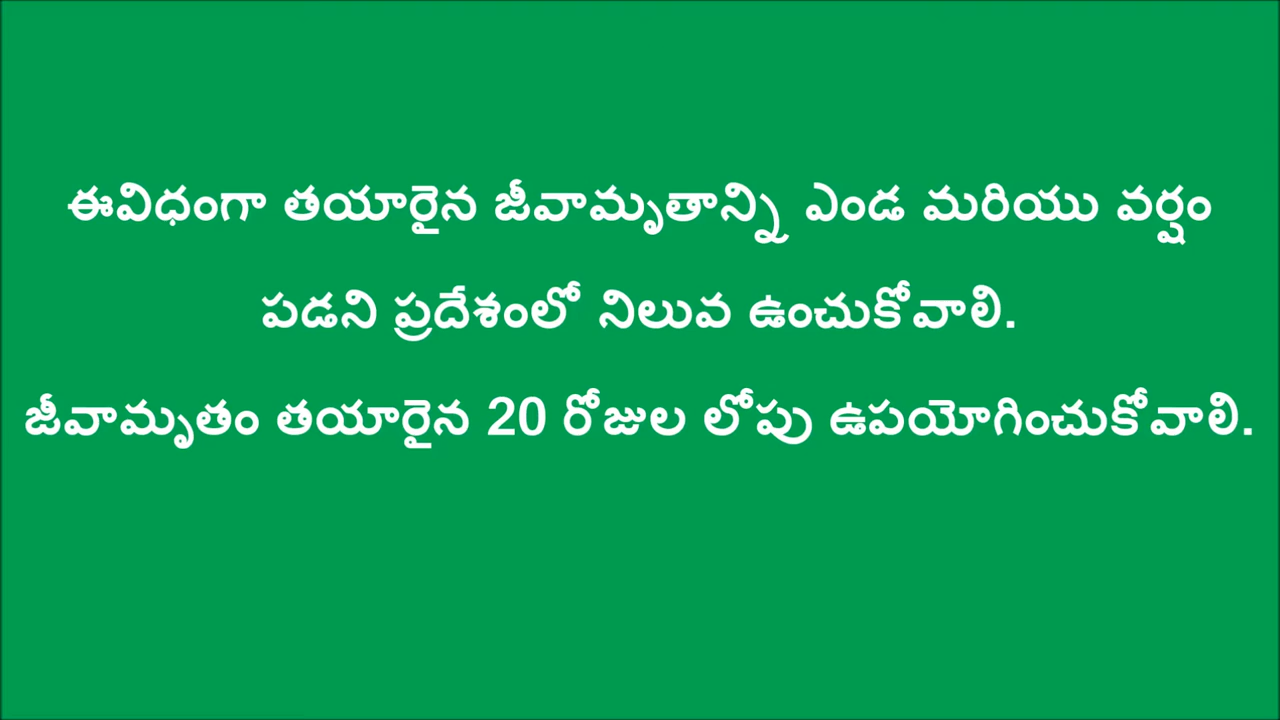 ఈవిధంగా తయారైన జీవామృతాన్ని ఎండ మరియు వర్షం
పడని ప్రదేశంలో నిలువ ఉంచుకోవాలి.
జీవామృతం తయారైన 20 రోజుల లోపు ఉపయోగించుకోవాలి.